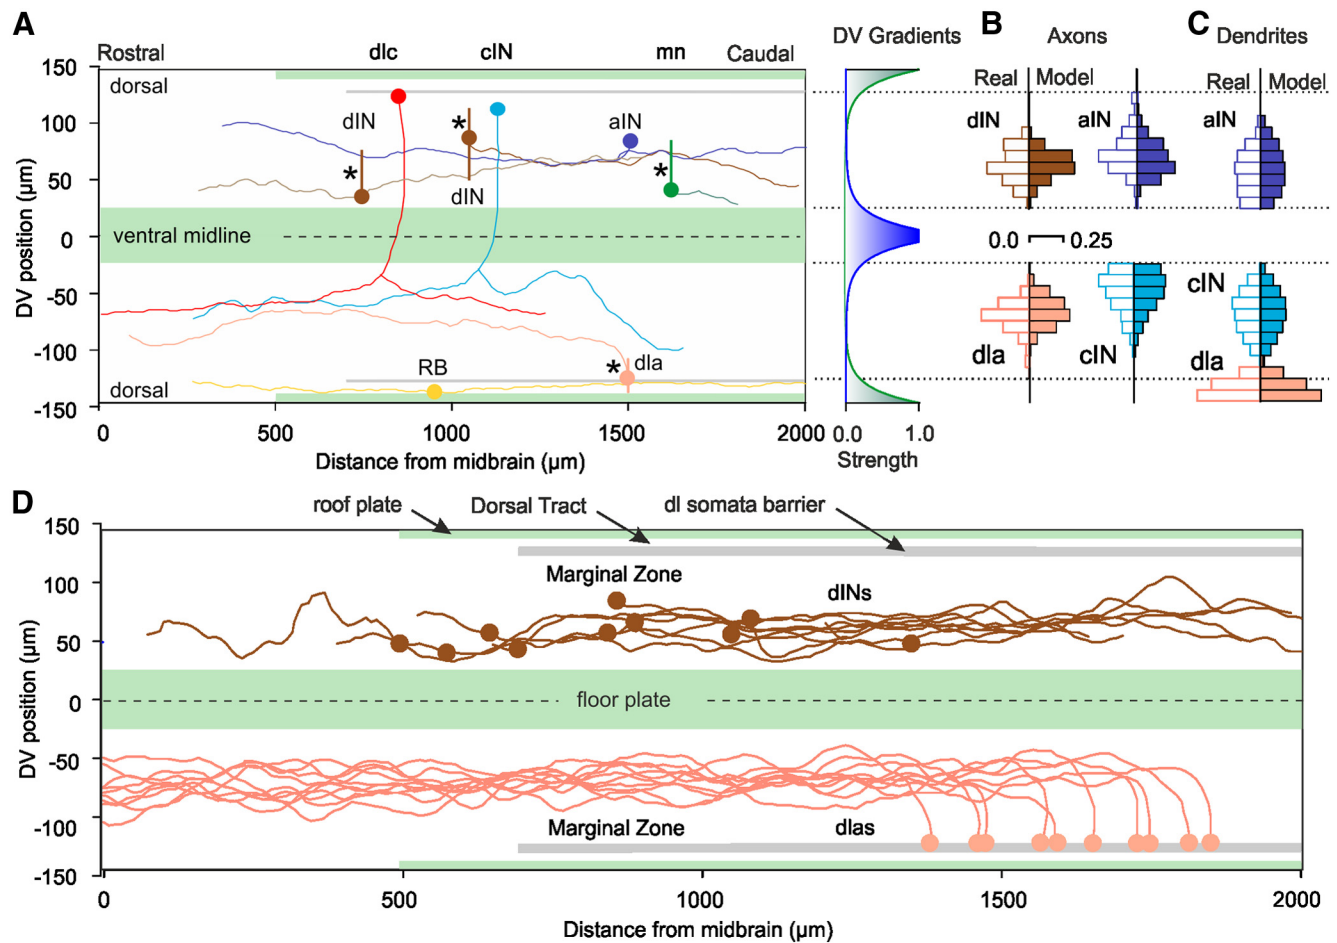 A
Rostral
dlc
cIN
mn
Caudal
DV Gradients
B
Axons
C
Dendrites
Real
Model
Real
Model
150
100
50
0
-50
-100
-150
DV position (µm)
dorsal
dIN
*
*
dIN
aIN
*
ventral midline
RB
*
dla
dorsal
0
500
1000
1500
2000
Distance from midbrain (µm)
0.0
1.0
Strength
dIN
aIN
aIN
0.0
0.25
dla
cIN
cIN
dla
D
roof plate
Dorsal Tract
dl somata barrier
150
100
50
0
-50
-100
-150
DV position (µm)
Marginal Zone
dINs
floor plate
Marginal Zone
dlas
0
500
1000
1500
2000
Distance from midbrain (µm)